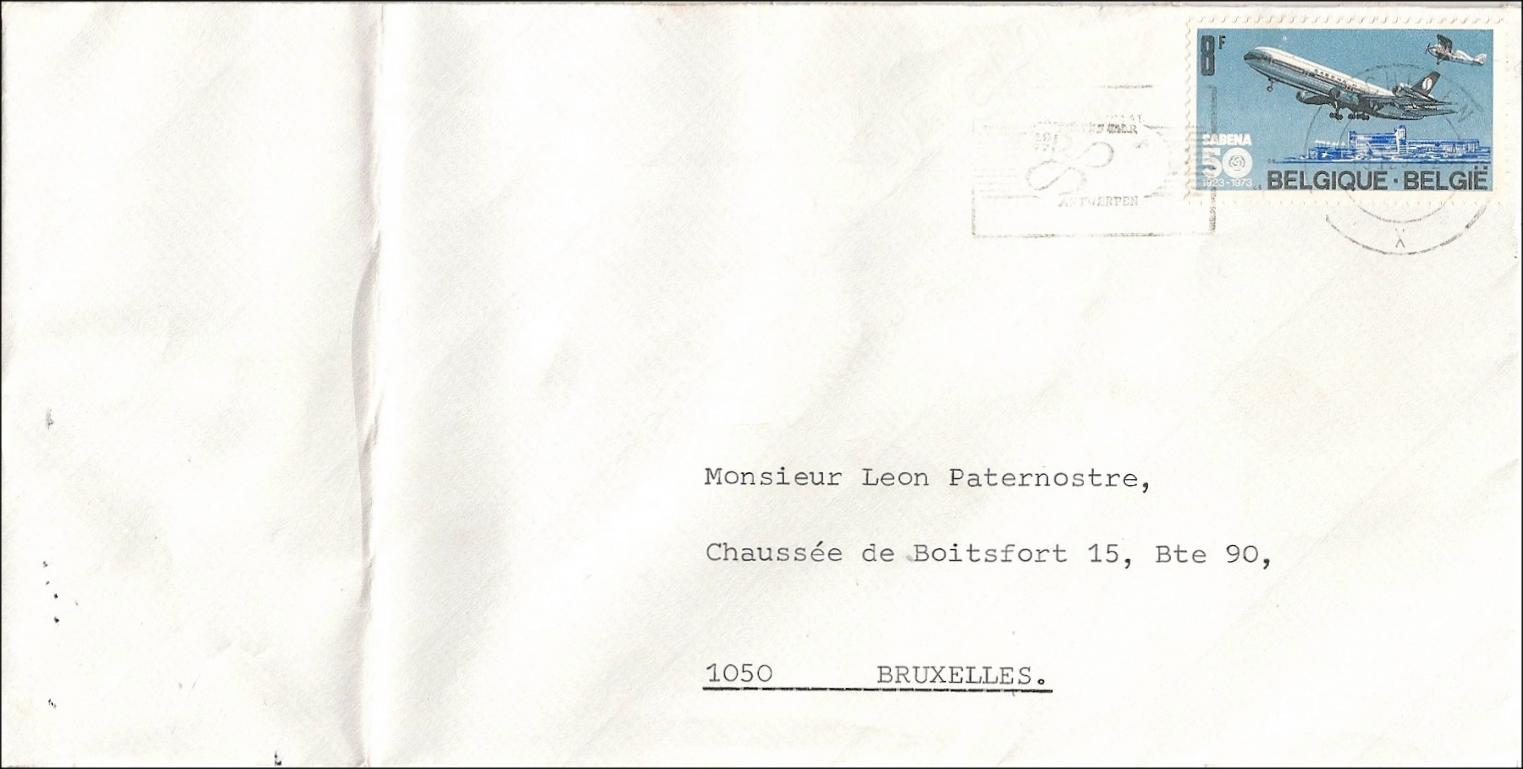 8F
SABENA
50
1923-1973
BELGIQUE · BELGIË
ANTWERPEN
X
Monsieur Leon Paternostre,
Chaussée de Boitsfort 15, Bte 90,
1050 BRUXELLES.